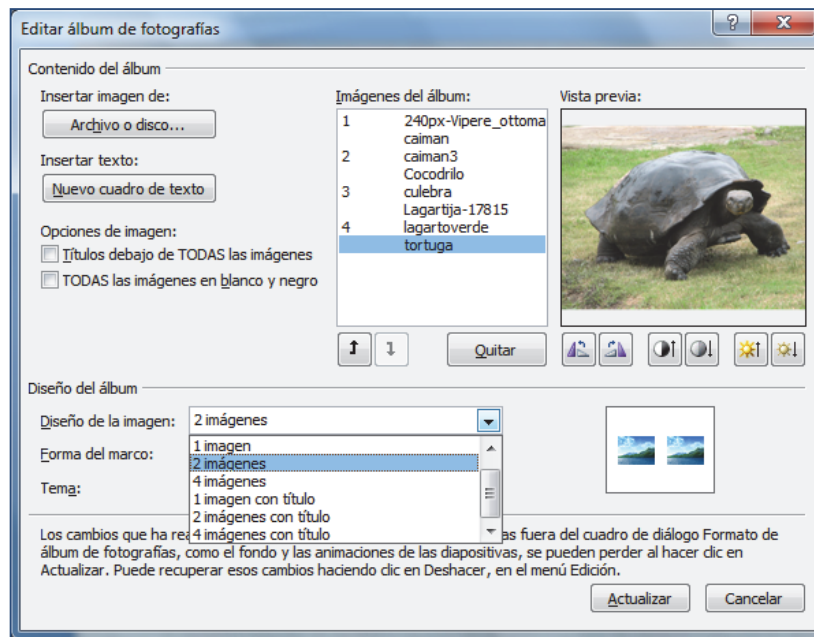 Editar álbum de fotografías
Contenido del álbum
Insertar imagen de:
Archivo o disco...
Insertar texto:
Nuevo cuadro de texto
Opciones de imagen:
Títulos debajo de TODAS las imágenes
TODAS las imágenes en blanco y negro
Imágenes del álbum:
1 240px-Vipere_ottoma
caiman
2 caiman3
Cocodrilo
3 culebra
Lagartija-17815
4 lagartoverde
tortuga
Quitar
Vista previa:
Diseño del álbum
Diseño de la imagen: 2 imágenes
1 imagen
2 imágenes
4 imágenes
1 imagen con título
2 imágenes con título
4 imágenes con título
Forma del marco:
Tema:
Los cambios que ha rea as fuera del cuadro de diálogo Formato de
álbum de fotografías, como el fondo y las animaciones de las diapositivas, se pueden perder al hacer clic en
Actualizar. Puede recuperar esos cambios haciendo clic en Deshacer, en el menú Edición.
Actualizar
Cancelar